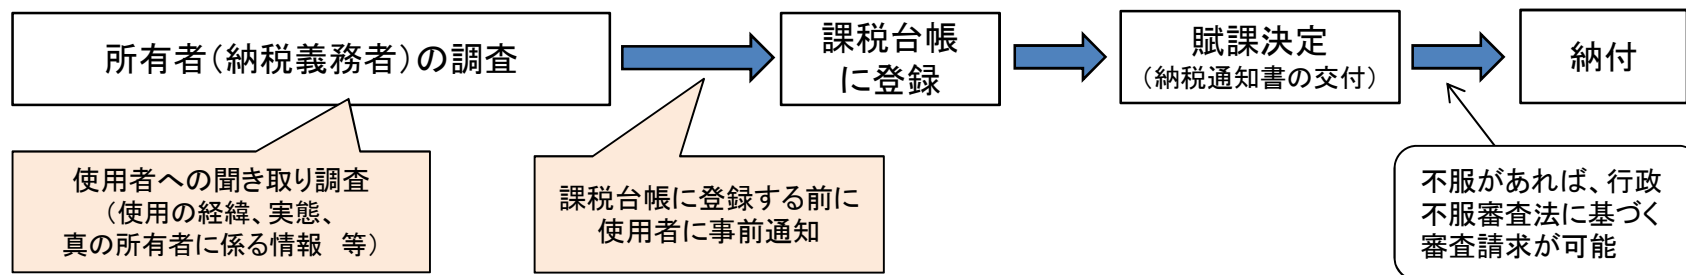 所有者(納税義務者)の調査
課税台帳
に登録
賦課決定
(納税通知書の交付)
納付
使用者への聞き取り調査
(使用の経緯、実態、
真の所有者に係る情報　等)
課税台帳に登録する前に
使用者に事前通知
不服があれば、行政
不服審査法に基づく
審査請求が可能